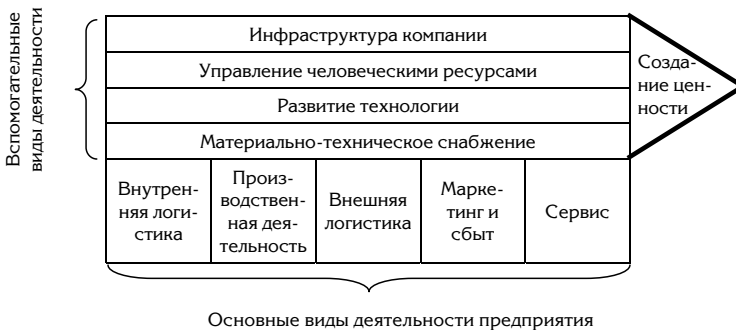 Вспомогательные
виды деятельности
Инфраструктура компании
Управление человеческими ресурсами
Развитие технологии
Материально-техническое снабжение
Созда-
ние цен-
ности
Внутрен-
няя логи-
стика
Произ-
водствен-
ная дея-
тельность
Внешняя
логистика
Марке-
тинг и
сбыт
Сервис
Основные виды деятельности предприятия